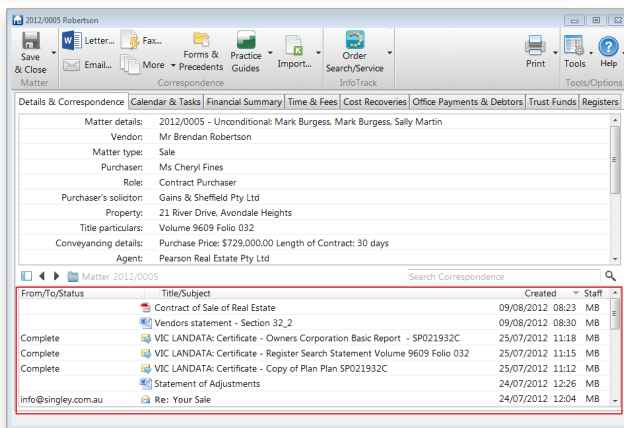 2012/0005 Robertson
Save & Close
Letter...
Email...
Fax...
More
Forms & Precedents
Practice Guides
Import...
Order Search/Service
Print
Tools
Help
Matter
Correspondence
InfoTrack
Tools/Options
Details & Correspondence Calendar & Tasks Financial Summary Time & Fees Cost Recoveries Office Payments & Debtors Trust Funds Registers
Matter details: 2012/0005 - Unconditional: Mark Burgess, Mark Burgess, Sally Martin
Vendor: Mr Brendan Robertson
Matter type: Sale
Purchaser: Ms Cheryl Fines
Role: Contract Purchaser
Purchaser's solicitor: Gains & Sheffield Pty Ltd
Property: 21 River Drive, Avondale Heights
Title particulars: Volume 9609 Folio 032
Conveyancing details: Purchase Price: $729,000.00 Length of Contract: 30 days
Agent: Pearson Real Estate Pty Ltd
Matter 2012/0005 Search Correspondence
From/To/Status Title/Subject Created Staff
Contract of Sale of Real Estate 09/08/2012 08:23 MB
Vendors statement - Section 32_2 09/08/2012 08:30 MB
Complete VIC LANDATA: Certificate - Owners Corporation Basic Report - SP021932C 25/07/2012 11:18 MB
Complete VIC LANDATA: Certificate - Register Search Statement Volume 9609 Folio 032 25/07/2012 11:15 MB
Complete VIC LANDATA: Certificate - Copy of Plan Plan SP021932C 25/07/2012 11:12 MB
Statement of Adjustments 24/07/2012 12:26 MB
info@singley.com.au Re: Your Sale 24/07/2012 12:04 MB